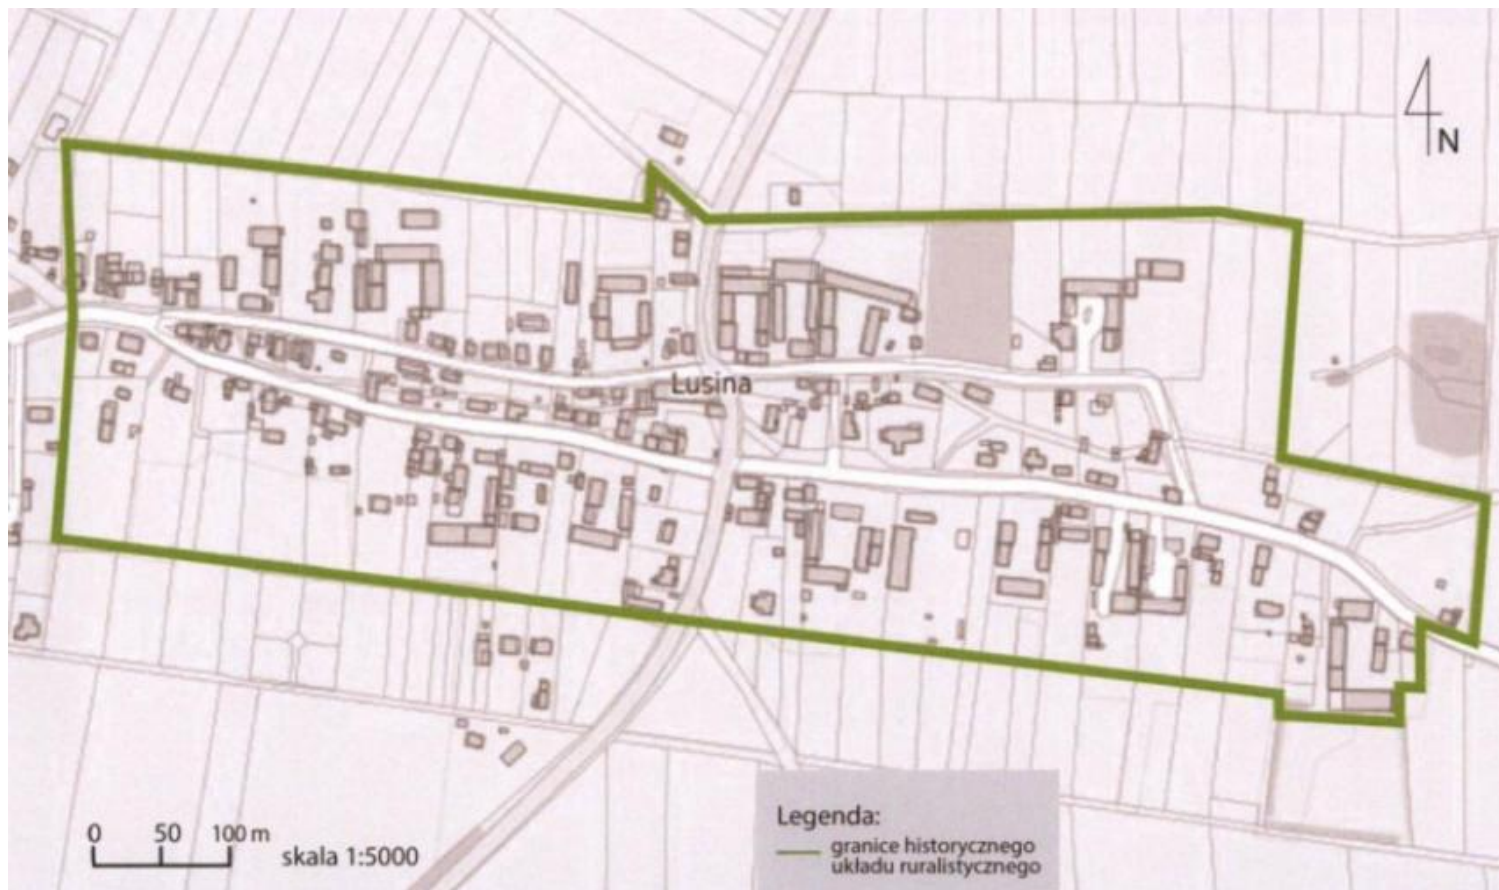 N
Lusina
0 50 100 m
skala 1:5000
Legenda:
granice historycznego
układu ruralistycznego